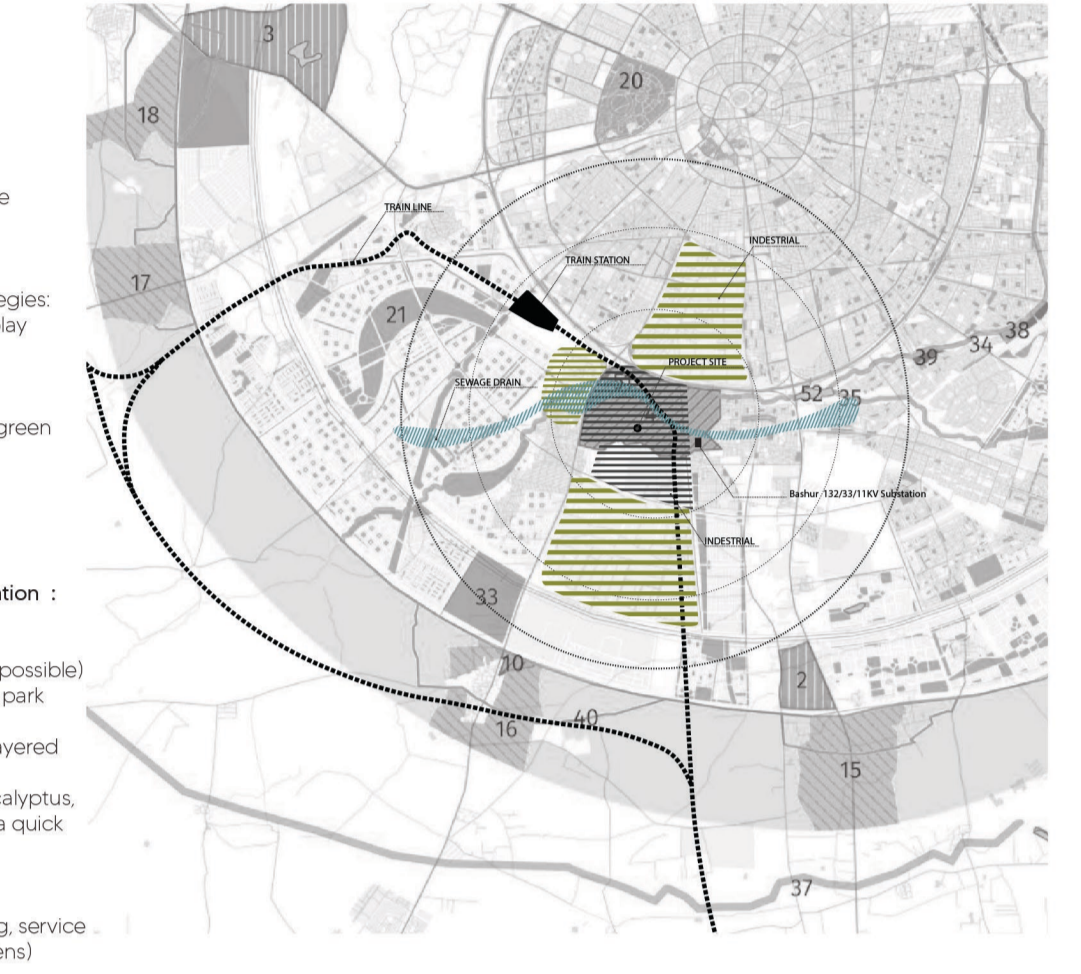 e
egies:
lay
green
ation :
possible)
park
ayered
calyptus,
a quick
g, service
ens)
3
20
18
TRAIN LINE
INDESTRIAL
TRAIN STATION
17
21
38
34
39
PROJECT SITE
SEWAGE DRAIN
52
35
Bashur 132/33/11KV Substation
INDESTRIAL
33
10
2
40
16
15
37